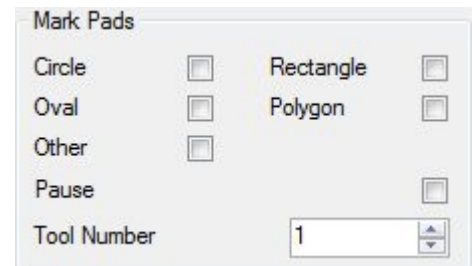 Mark Pads
Circle Rectangle
Oval Polygon
Other
Pause
Tool Number 1